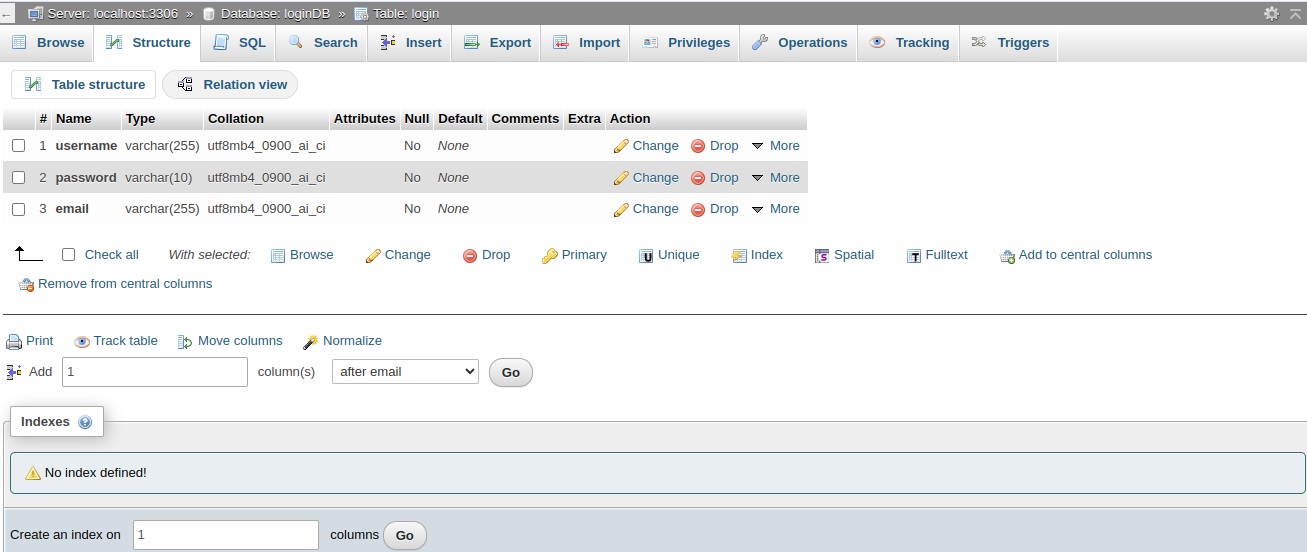 Server: localhost:3306 » Database: loginDB » Table: login
Browse Structure SQL Search Insert Export Import Privileges Operations Tracking Triggers
Table structure Relation view
# Name Type Collation Attributes Null Default Comments Extra Action
1 username varchar(255) utf8mb4_0900_ai_ci No None Change Drop More
2 password varchar(10) utf8mb4_0900_ai_ci No None Change Drop More
3 email varchar(255) utf8mb4_0900_ai_ci No None Change Drop More
Check all With selected: Browse Change Drop Primary Unique Index Spatial Fulltext Add to central columns
Remove from central columns
Print Track table Move columns Normalize
Add 1 column(s) after email Go
Indexes
No index defined!
Create an index on 1 columns Go